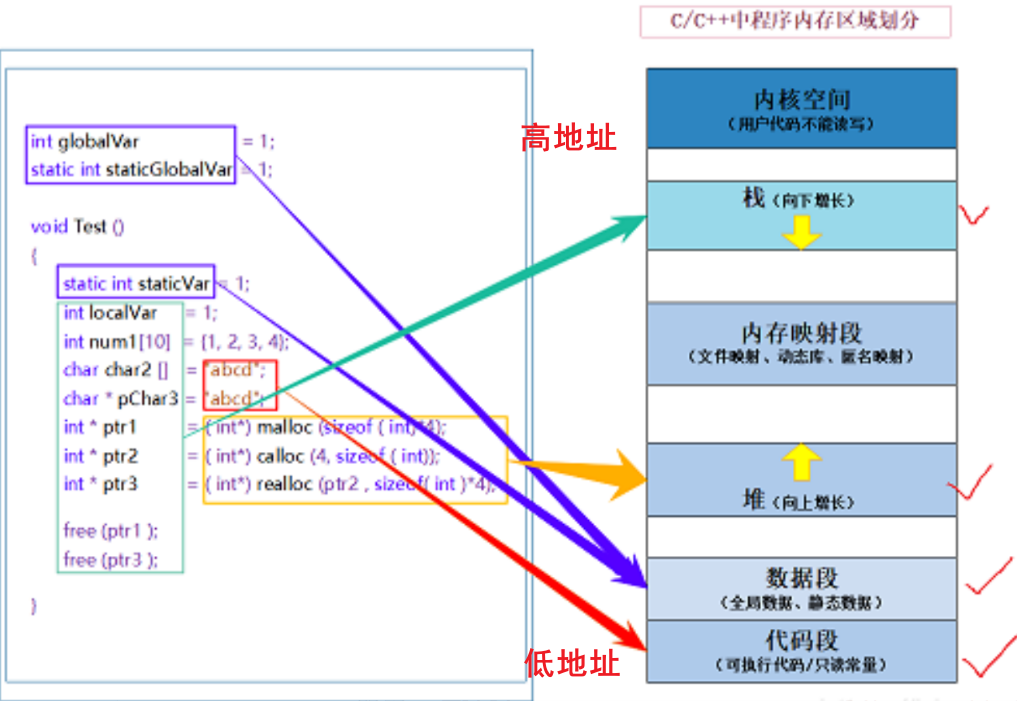 C/C++中程序内存区域划分
int globalVar = 1;
static int staticGlobalVar = 1;
void Test ()
{
static int staticVar = 1;
int localVar = 1;
int num1[10] = {1, 2, 3, 4};
char char2 [] = "abcd";
char * pChar3 = "abcd";
int * ptr1 = ( int*) malloc (sizeof ( int)*4);
int * ptr2 = ( int*) calloc (4, sizeof ( int));
int * ptr3 = ( int*) realloc (ptr2 , sizeof( int )*4);
free (ptr1 );
free (ptr3 );
}
高地址
低地址
内核空间
(用户代码不能读写)
栈 (向下增长)
内存映射段
(文件映射、动态库、匿名映射)
堆 (向上增长)
数据段
(全局数据、静态数据)
代码段
(可执行代码/只读常量)